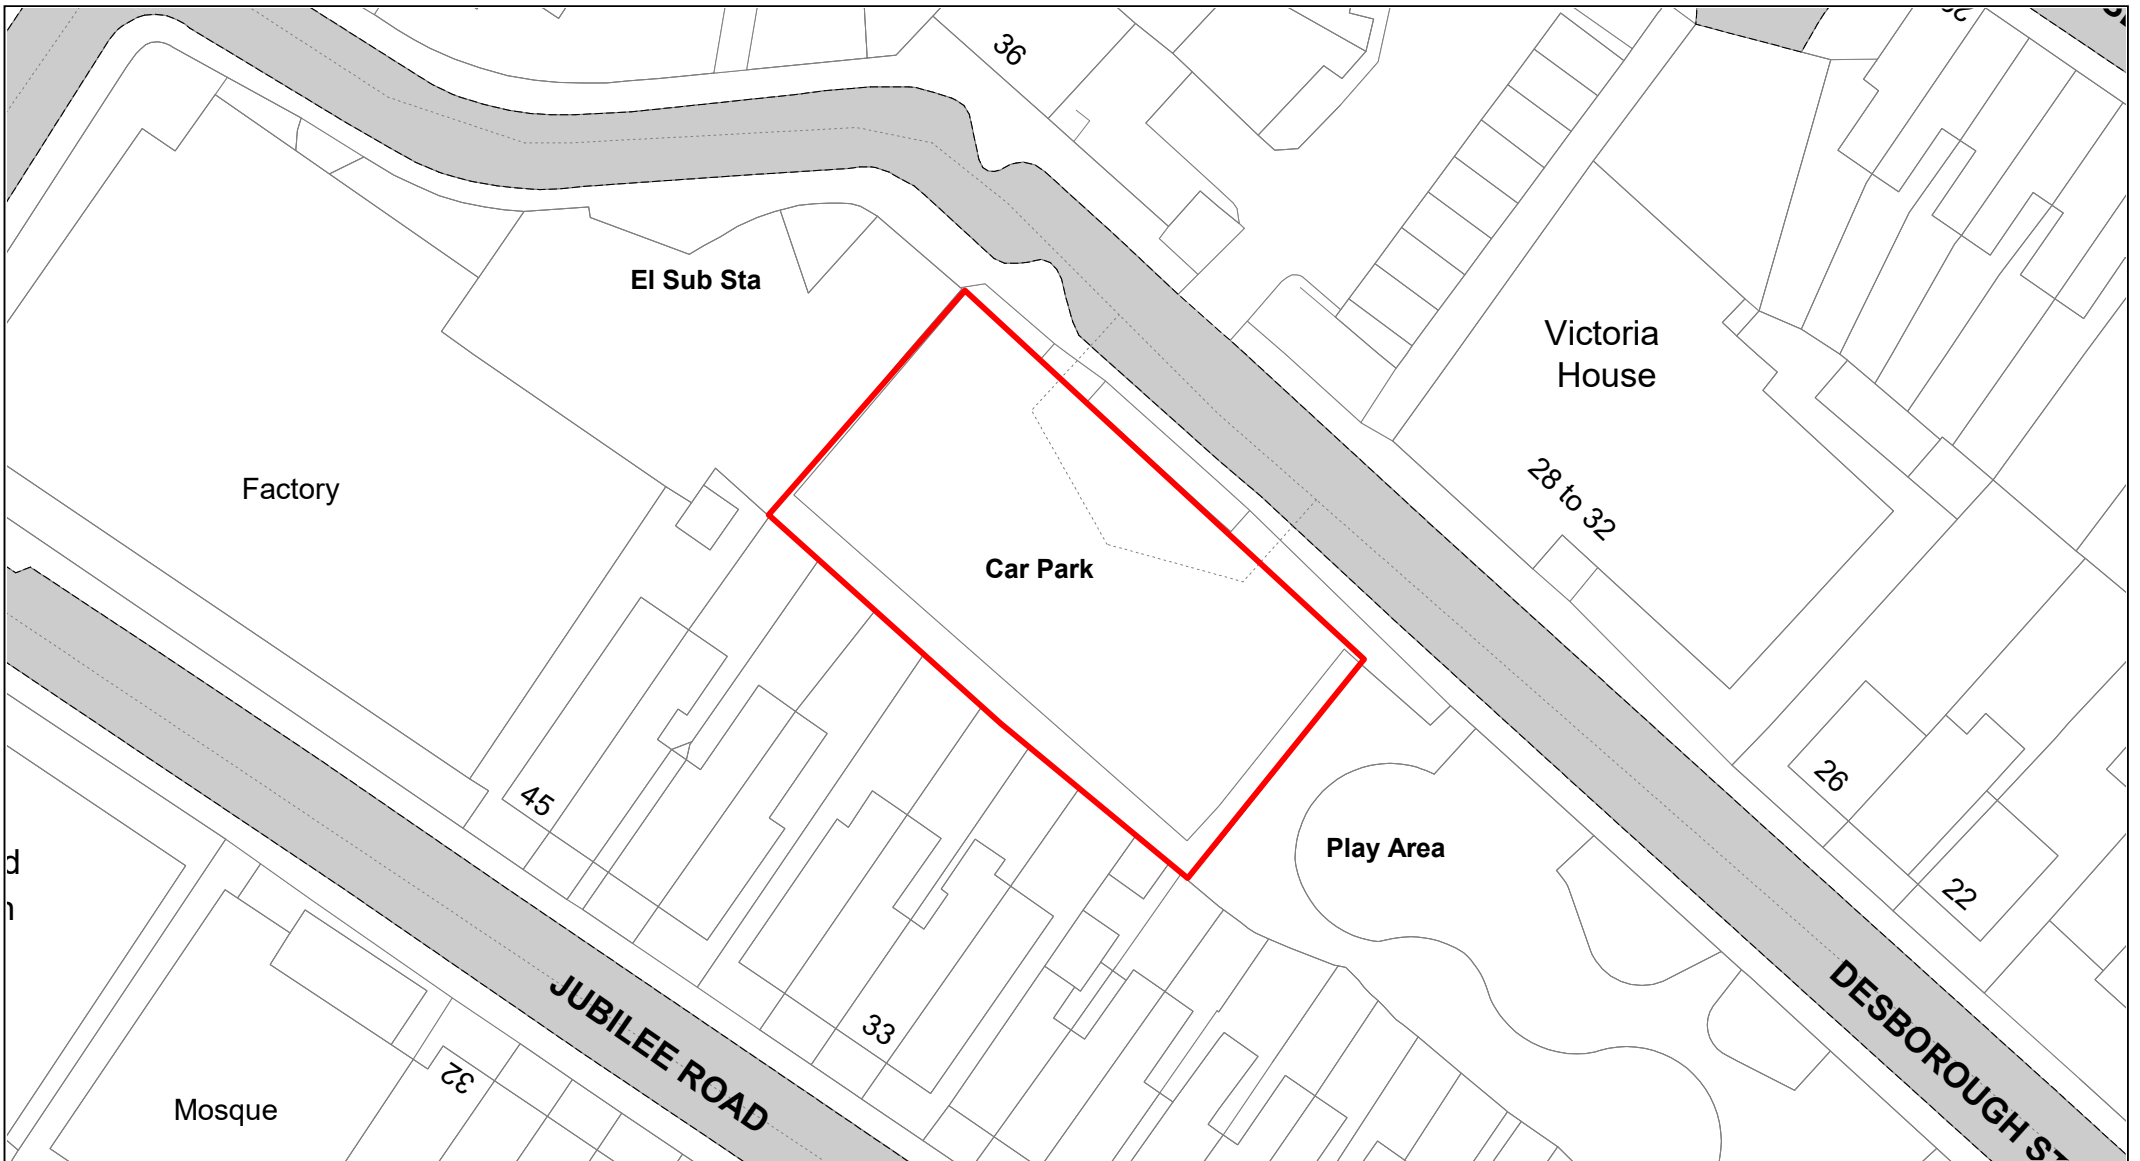 36
El Sub Sta
Victoria
House
Factory
28 to 32
Car Park
26
45
Play Area
d
22
33
JUBILEE ROAD
DESBOROUGH ST
32
Mosque